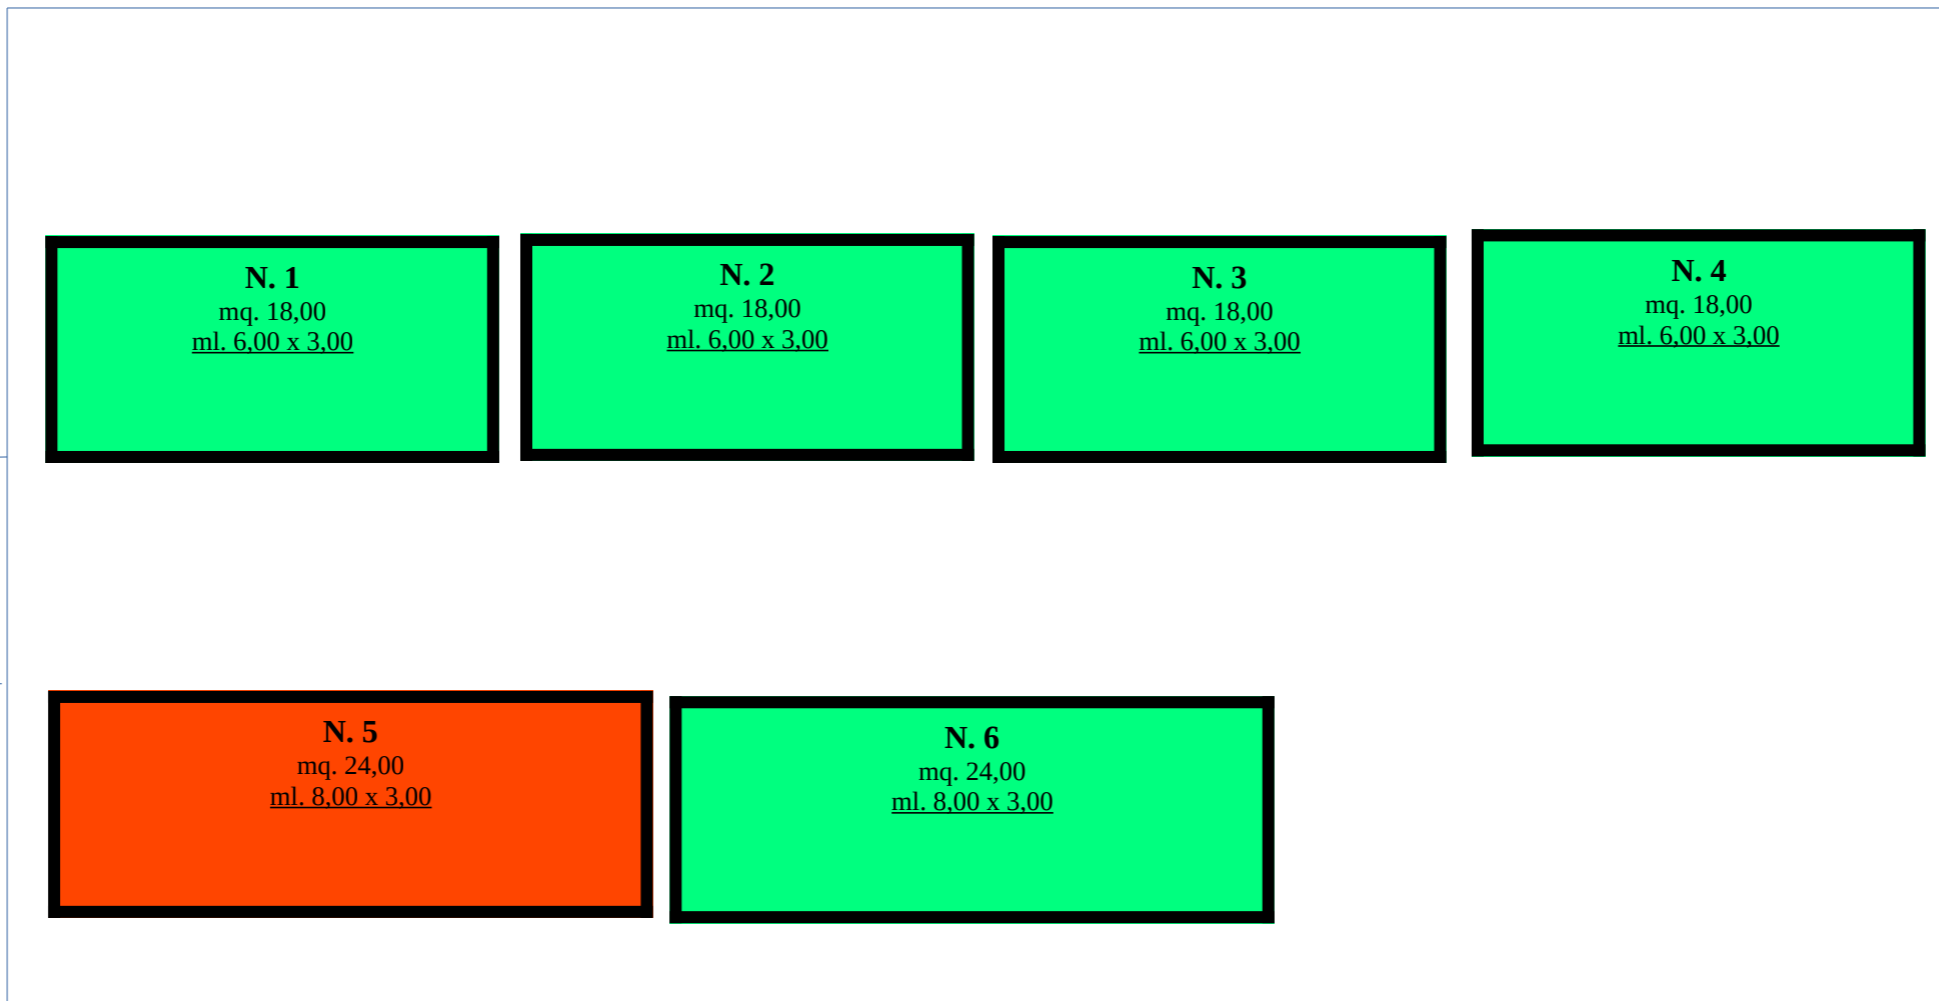 N. 1
mq. 18,00
ml. 6,00 x 3,00
N. 2
mq. 18,00
ml. 6,00 x 3,00
N. 3
mq. 18,00
ml. 6,00 x 3,00
N. 4
mq. 18,00
ml. 6,00 x 3,00
N. 5
mq. 24,00
ml. 8,00 x 3,00
N. 6
mq. 24,00
ml. 8,00 x 3,00